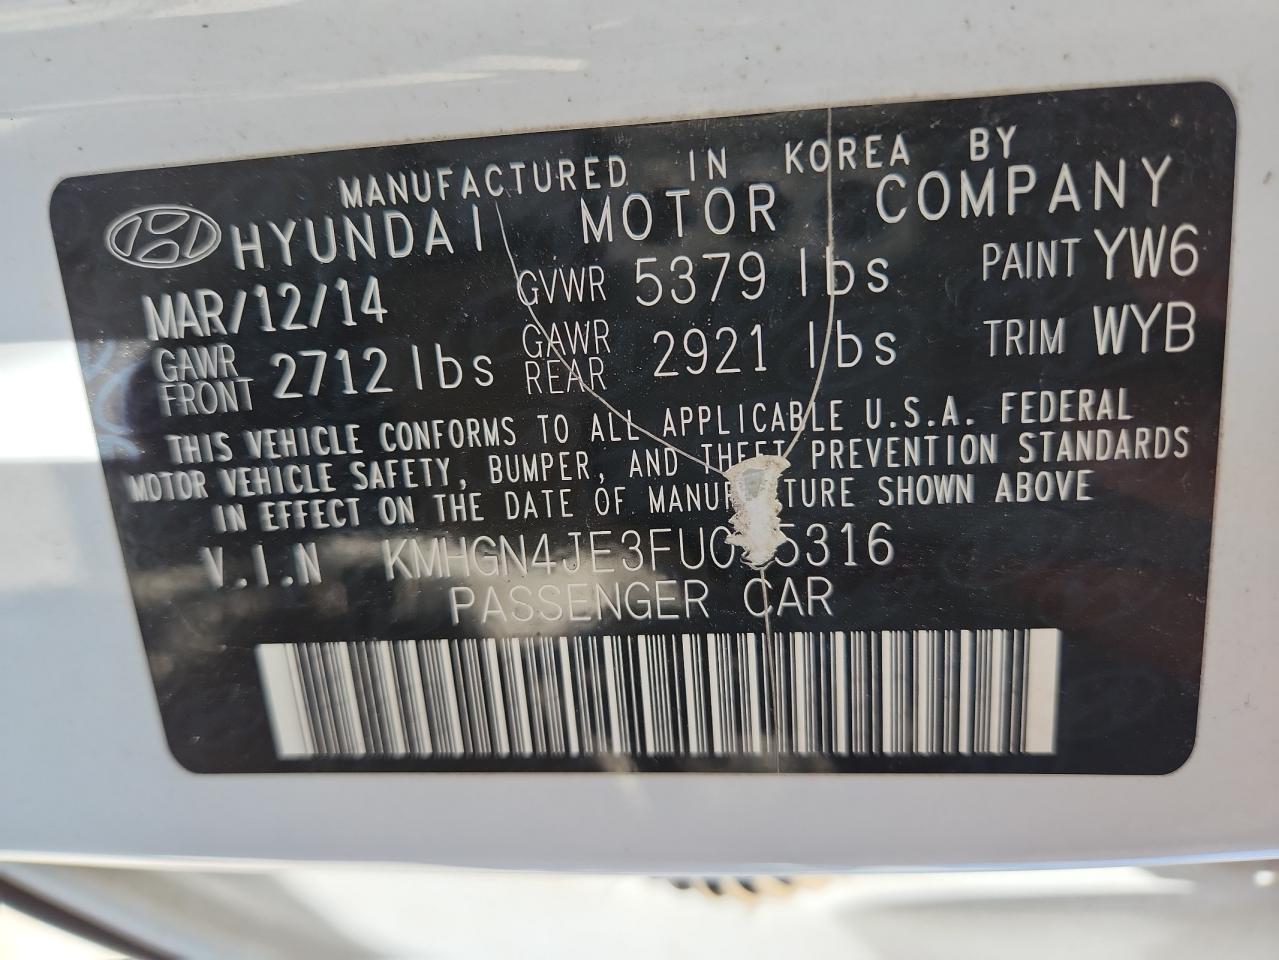 MANUFACTURED IN KOREA BY
HYUNDAI MOTOR COMPANY
MAR/12/14 GVWR 5379 lbs PAINT YW6
GAWR FRONT 2712 lbs GAWR REAR 2921 lbs TRIM WYB
THIS VEHICLE CONFORMS TO ALL APPLICABLE U.S.A. FEDERAL
MOTOR VEHICLE SAFETY, BUMPER, AND THEFT PREVENTION STANDARDS
IN EFFECT ON THE DATE OF MANUFACTURE SHOWN ABOVE
V.I.N
PASSENGER CAR